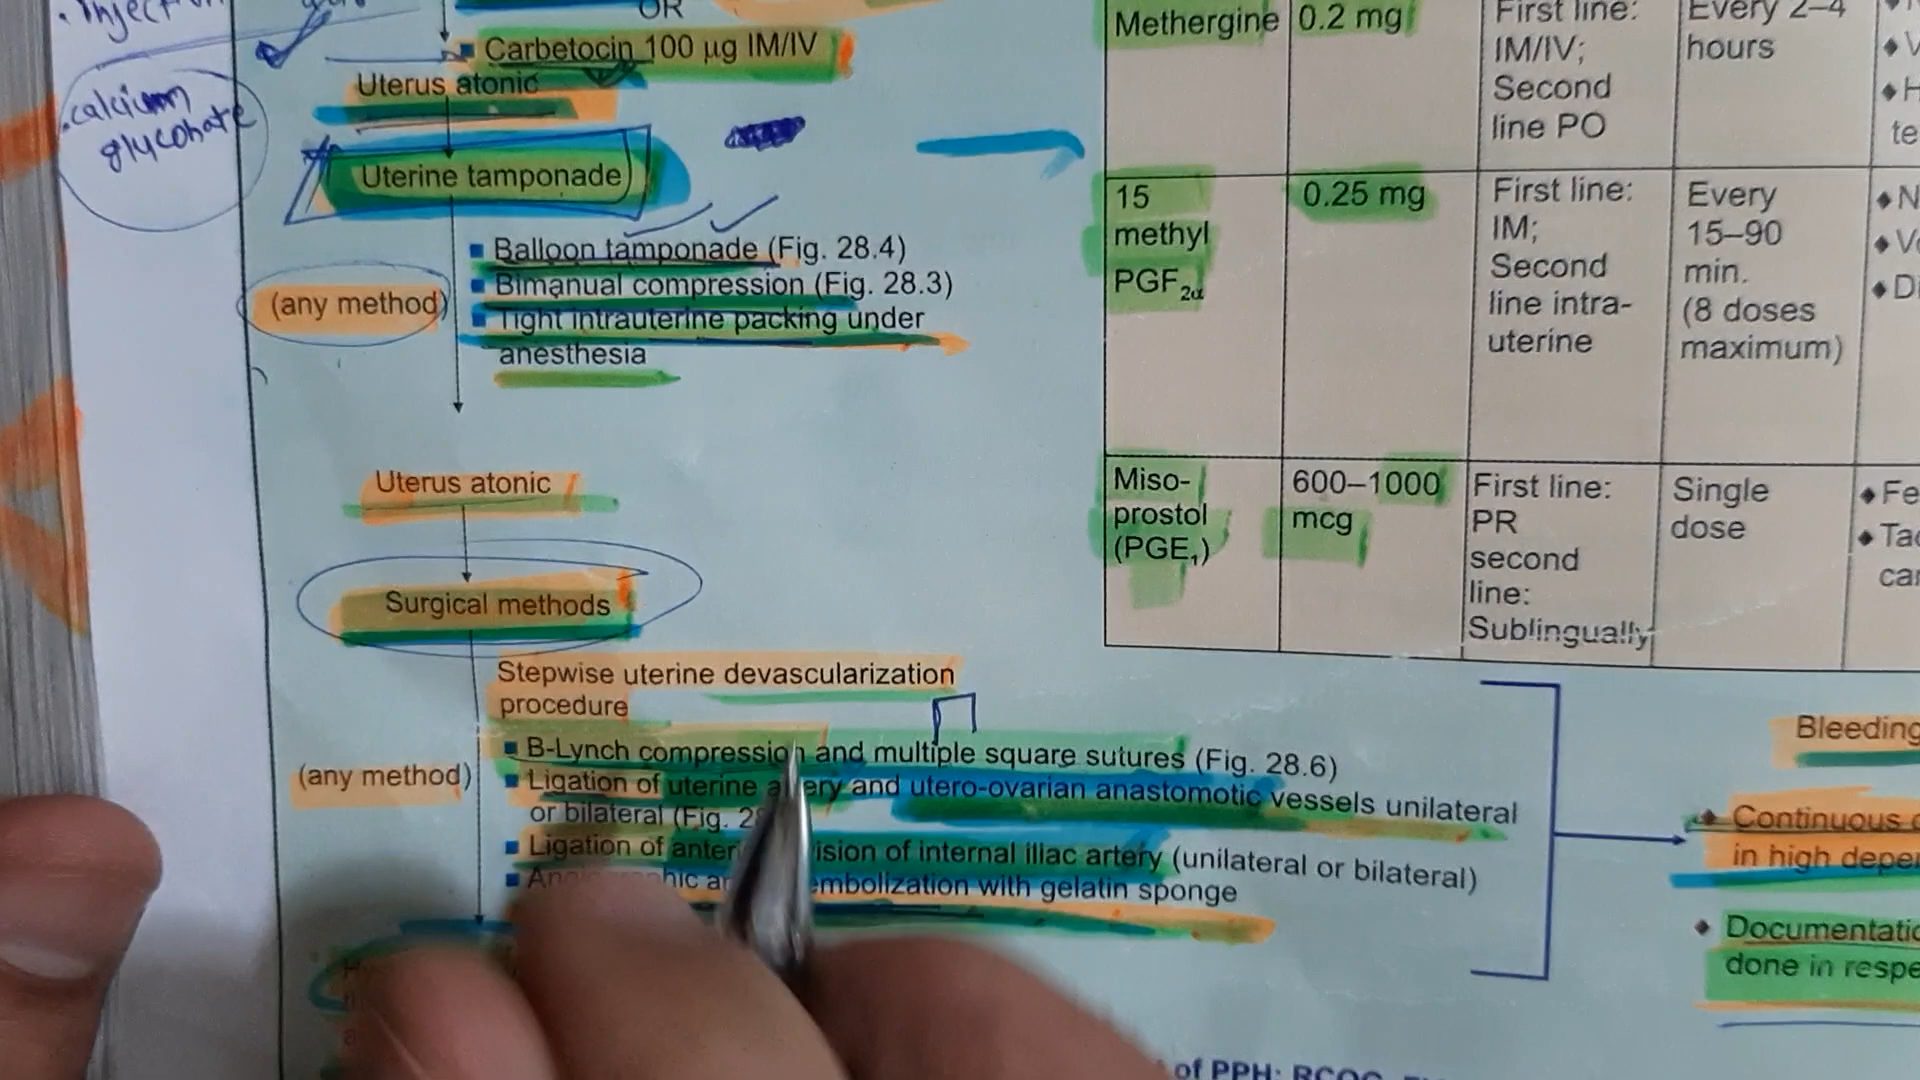 OR
Carbetocin 100 µg IM/IV
.calcium
glyconate
Uterus atonic
Uterine tamponade
Balloon tamponade (Fig. 28.4)
Bimanual compression (Fig. 28.3)
(any method)
Tight intrauterine packing under
anesthesia
Uterus atonic
Surgical methods
Stepwise uterine devascularization
procedure
B-Lynch compression and multiple square sutures (Fig. 28.6)
(any method)
Ligation of uterine artery and utero-ovarian anastomotic vessels unilateral
or bilateral (Fig.
Ligation of ision of internal illac artery (unilateral or bilateral)
embolization with gelatin sponge
Methergine 0.2 mg First line: Every 2–4
IM/IV; hours
Second
line PO
15 0.25 mg First line: Every
methyl IM; 15–90
PGF2α Second min.
line intra- (8 doses
uterine maximum)
Miso- 600–1000 First line: Single
prostol mcg PR dose
(PGE1) second
line:
Sublingually
Bleeding
Continuous
in high
done in
of PPH: